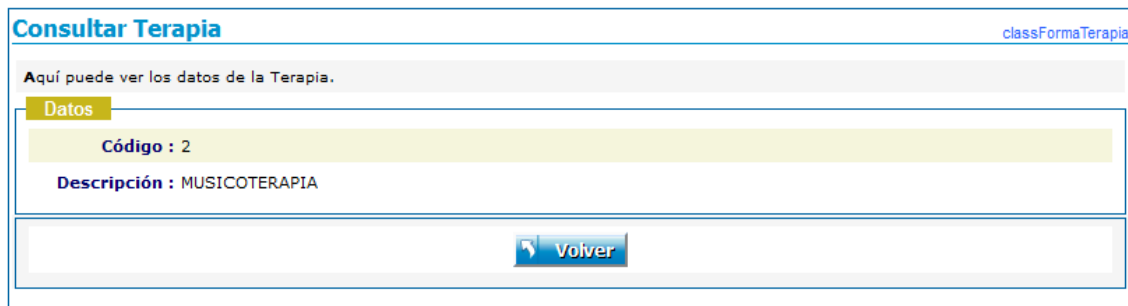 Consultar Terapia
classFormaTerapia
Aquí puede ver los datos de la Terapia.
Datos
Código : 2
Descripción : MUSICOTERAPIA
Volver